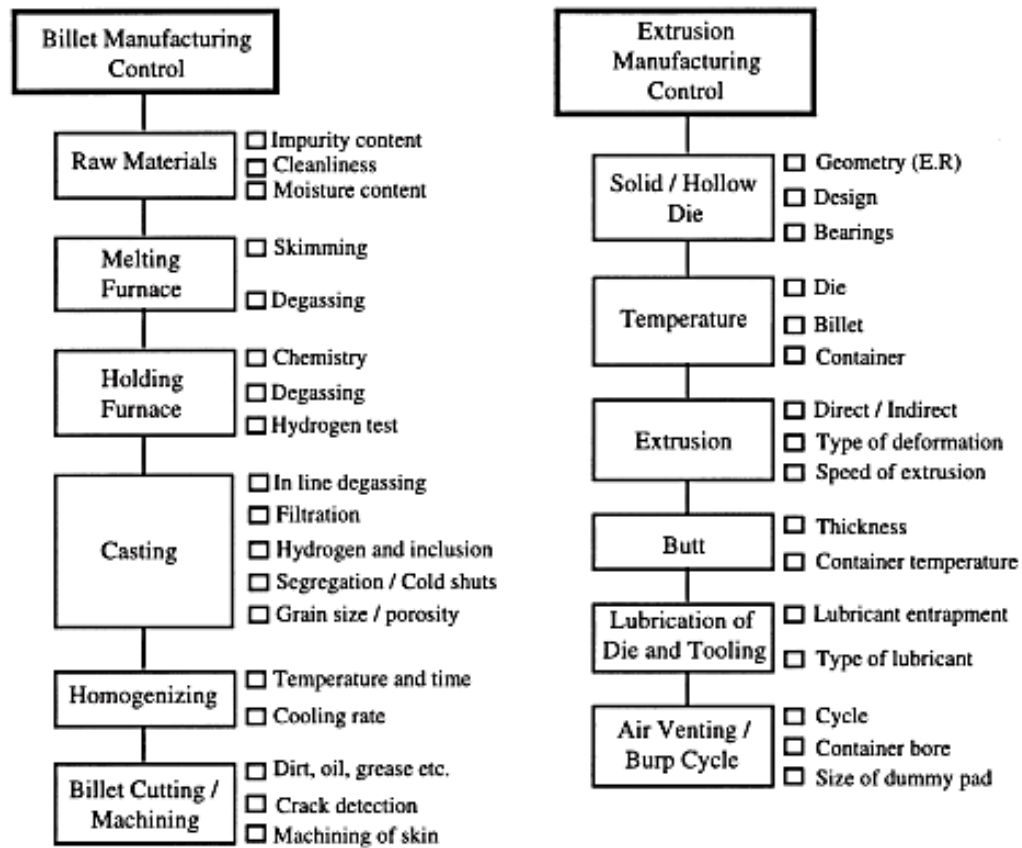 Billet Manufacturing
Control
Raw Materials
Impurity content
Cleanliness
Moisture content
Melting
Furnace
Skimming
Degassing
Holding
Furnace
Chemistry
Degassing
Hydrogen test
Casting
In line degassing
Filtration
Hydrogen and inclusion
Segregation / Cold shuts
Grain size / porosity
Homogenizing
Temperature and time
Cooling rate
Billet Cutting /
Machining
Dirt, oil, grease etc.
Crack detection
Machining of skin
Extrusion
Manufacturing
Control
Solid / Hollow
Die
Geometry (E.R)
Design
Bearings
Temperature
Die
Billet
Container
Extrusion
Direct / Indirect
Type of deformation
Speed of extrusion
Butt
Thickness
Container temperature
Lubrication of
Die and Tooling
Lubricant entrapment
Type of lubricant
Air Venting /
Burp Cycle
Cycle
Container bore
Size of dummy pad